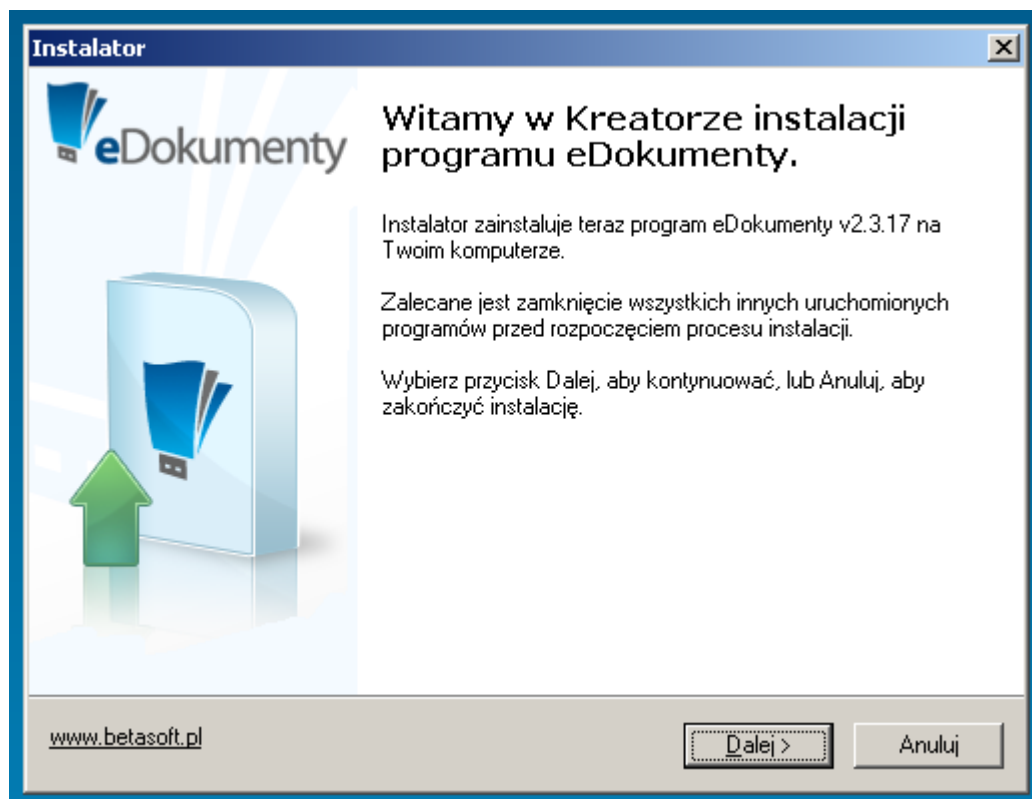 Instalator
eDokumenty
Witamy w Kreatorze instalacji
programu eDokumenty.
Instalator zainstaluje teraz program eDokumenty v2.3.17 na
Twoim komputerze.
Zalecane jest zamknięcie wszystkich innych uruchomionych
programów przed rozpoczęciem procesu instalacji.
Wybierz przycisk Dalej, aby kontynuować, lub Anuluj, aby
zakończyć instalację.
www.betasoft.pl
Dalej >
Anuluj